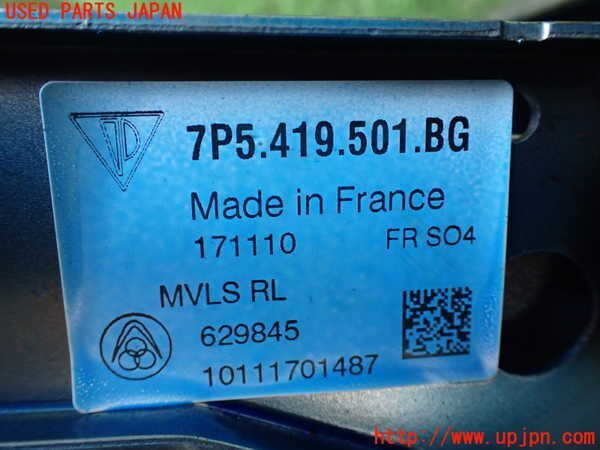 USED PARTS JAPAN
7P5.419.501.BG
Made in France
171110 FR SO4
MVLS RL
629845
10111701487
http://www.upjpn.com/